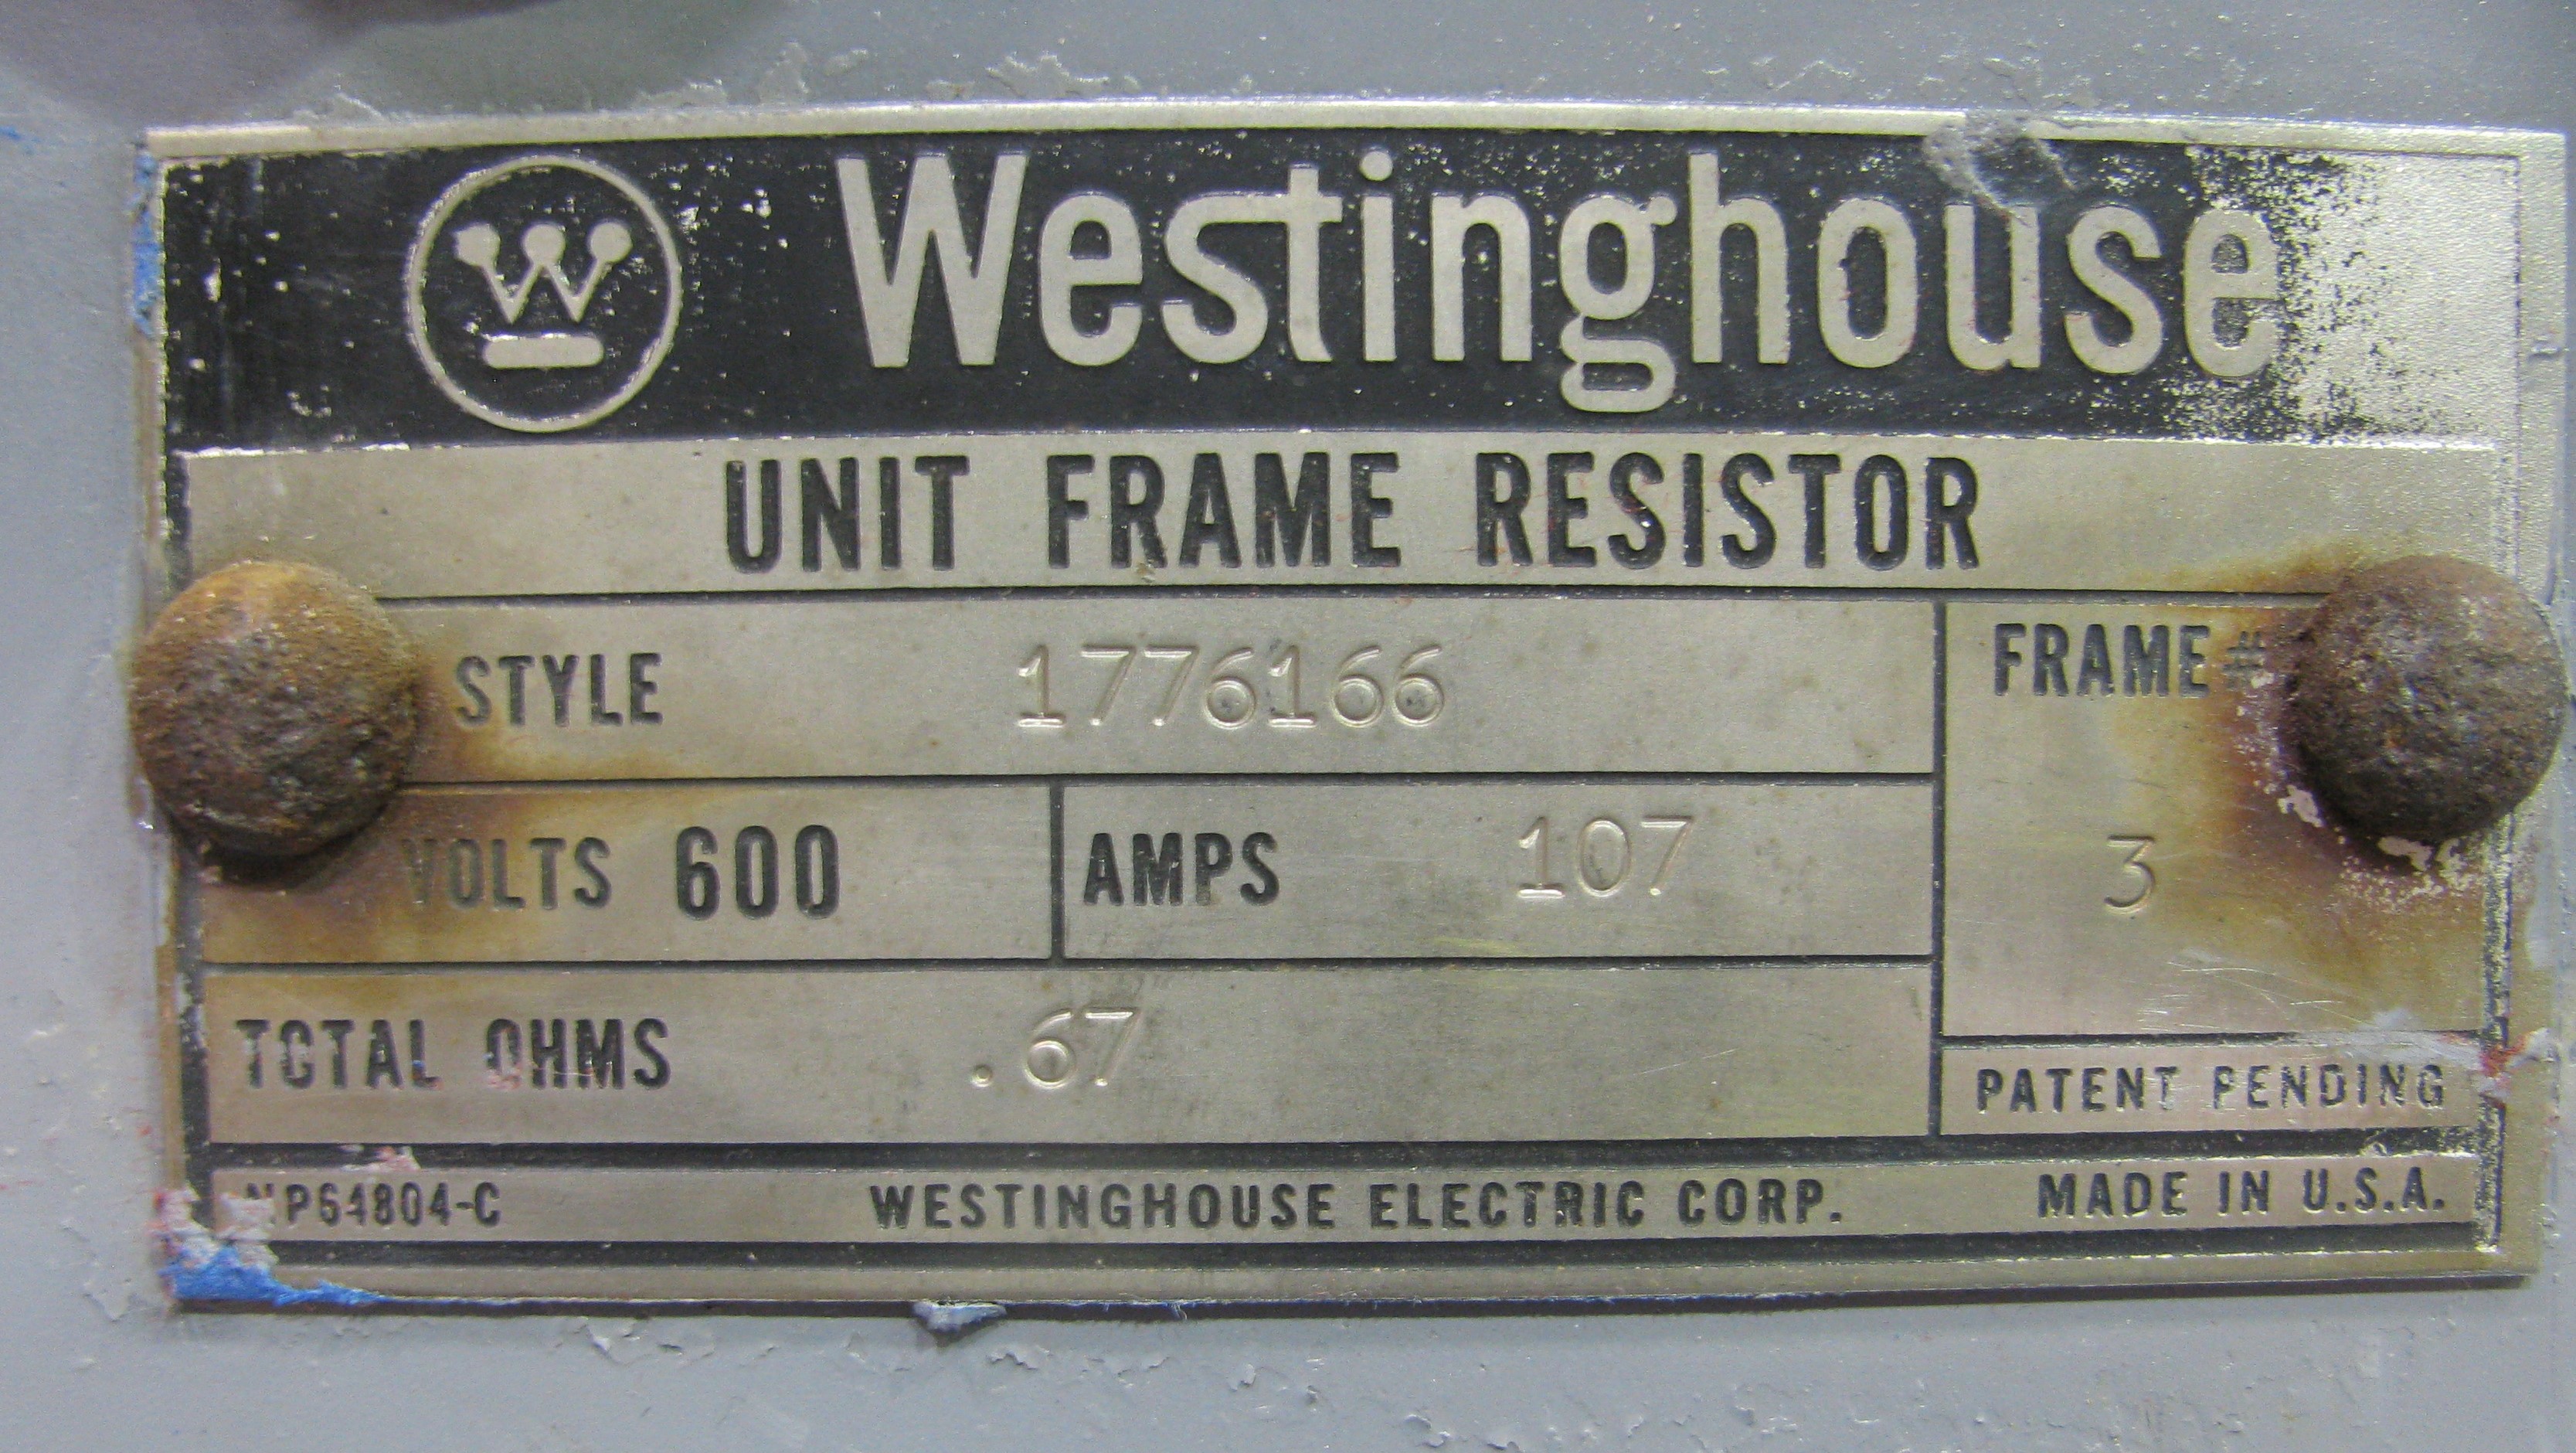 W
Westinghouse
UNIT FRAME RESISTOR
STYLE 1776166
FRAME #
3
VOLTS 600 AMPS 107
TOTAL OHMS .67
PATENT PENDING
NP64804-C WESTINGHOUSE ELECTRIC CORP. MADE IN U.S.A.